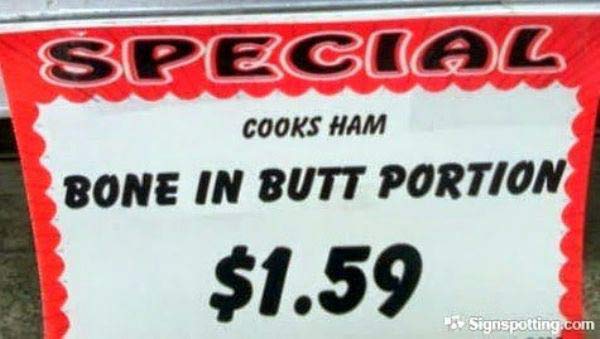 SPECIAL
COOKS HAM
BONE IN BUTT PORTION
$1.59
Signspotting.com